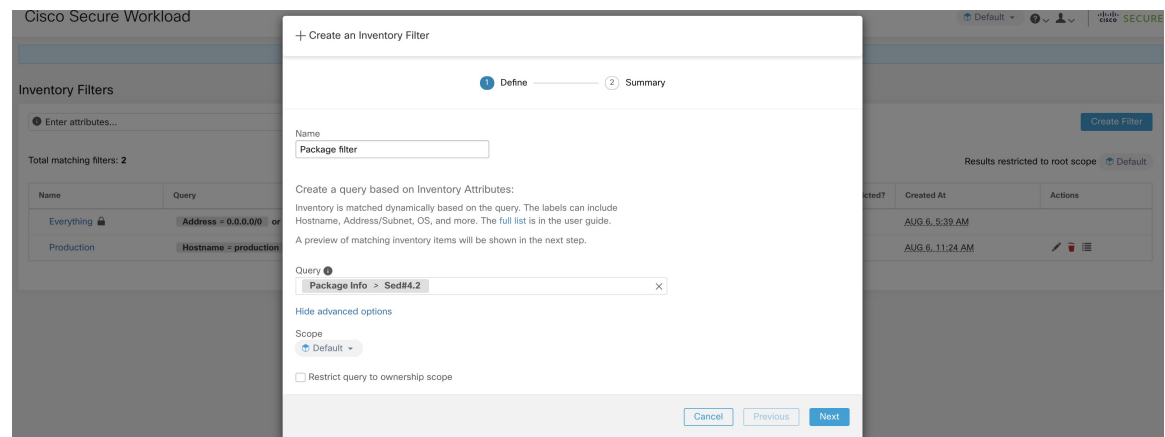 Cisco Secure Workload
Default
CISCO SECURE
+ Create an Inventory Filter
1 Define 2 Summary
Inventory Filters
Enter attributes...
Create Filter
Name
Package filter
Total matching filters: 2
Results restricted to root scope Default
Create a query based on Inventory Attributes:
Inventory is matched dynamically based on the query. The labels can include
Hostname, Address/Subnet, OS, and more. The full list is in the user guide.
A preview of matching inventory items will be shown in the next step.
Name Query cted? Created At Actions
Everything Address = 0.0.0.0/0 or AUG 6, 5:39 AM
Production Hostname = production AUG 6, 11:24 AM
Query
Package Info > Sed#4.2
Hide advanced options
Scope
Default
Restrict query to ownership scope
Cancel Previous Next